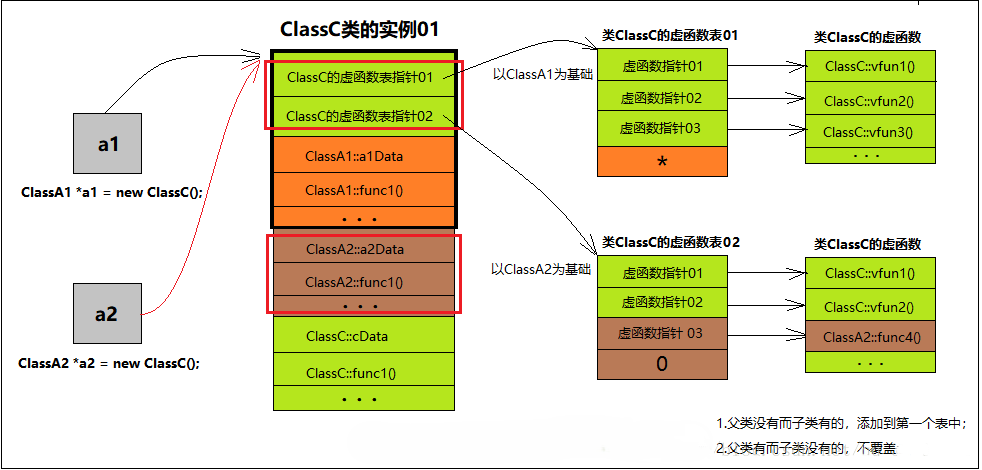 ClassC类的实例01
ClassC的虚函数表指针01
ClassC的虚函数表指针02
ClassA1::a1Data
ClassA1::func1()
· · ·
ClassA2::a2Data
ClassA2::func1()
· · ·
ClassC::cData
ClassC::func1()
· · ·
a1
ClassA1 *a1 = new ClassC();
a2
ClassA2 *a2 = new ClassC();
以ClassA1为基础
类ClassC的虚函数表01
虚函数指针01
虚函数指针02
虚函数指针03
*
类ClassC的虚函数
ClassC::vfun1()
ClassC::vfun2()
ClassC::vfun3()
· · ·
以ClassA2为基础
类ClassC的虚函数表02
虚函数指针01
虚函数指针02
虚函数指针 03
0
类ClassC的虚函数
ClassC::vfun1()
ClassC::vfun2()
ClassA2::func4()
· · ·
1.父类没有而子类有的，添加到第一个表中；
2.父类有而子类没有的，不覆盖